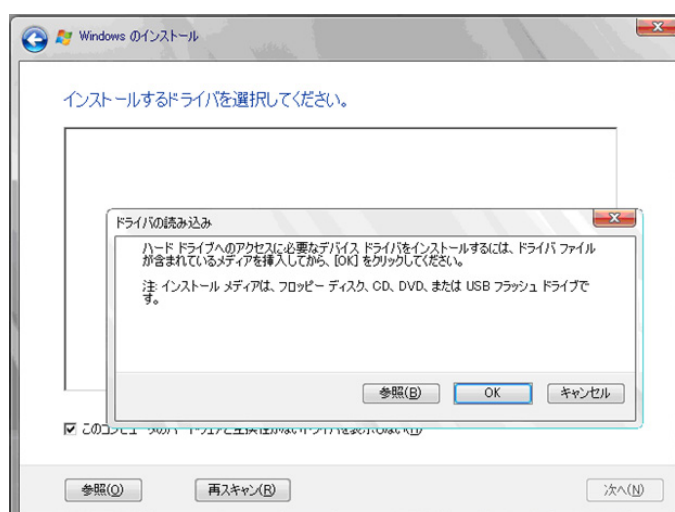 Windows のインストール
インストールするドライバを選択してください。
ドライバの読み込み
ハード ドライブへのアクセスに必要なデバイス ドライバをインストールするには、ドライバ ファイル
が含まれているメディアを挿入してから、[OK] をクリックしてください。
注: インストール メディアは、フロッピー ディスク、CD、DVD、または USB フラッシュ ドライブで
す。
参照(B)
OK
キャンセル
参照(O)
再スキャン(R)
次へ(N)